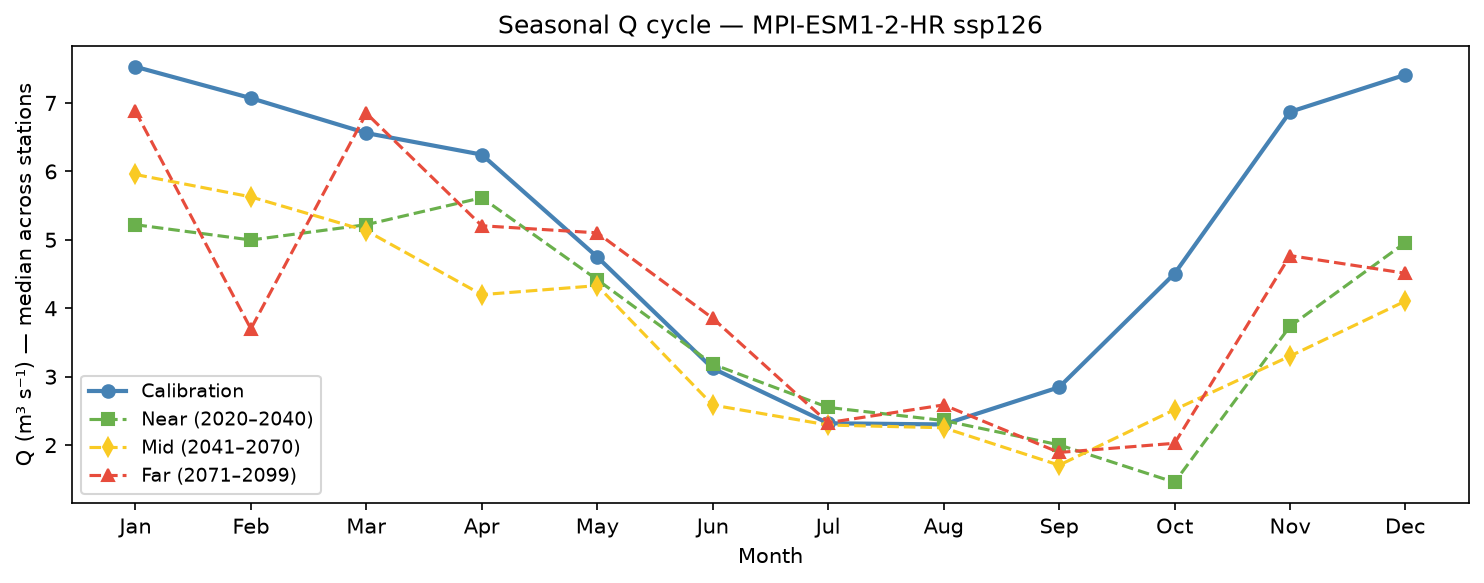 Seasonal Q cycle — MPI-ESM1-2-HR ssp126
Q (m³ s⁻¹) — median across stations
7
6
5
4
3
2
Calibration
Near (2020–2040)
Mid (2041–2070)
Far (2071–2099)
Jan Feb Mar Apr May Jun Jul Aug Sep Oct Nov Dec
Month